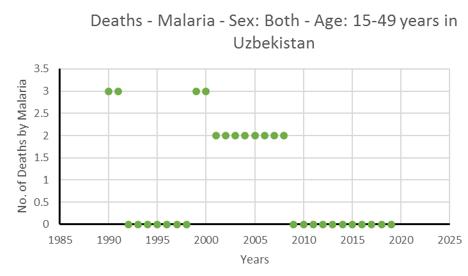 Deaths - Malaria - Sex: Both - Age: 15-49 years in
Uzbekistan
No. of Deaths by Malaria
3.5
3
2.5
2
1.5
1
0.5
0
1985 1990 1995 2000 2005 2010 2015 2020 2025
Years